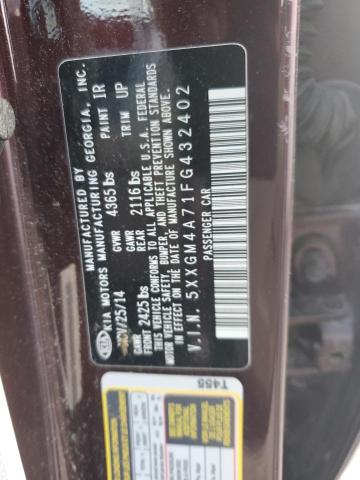 KIA
MANUFACTURED BY
KIA MOTORS MANUFACTURING GEORGIA, INC.
/25/14 GVWR 4365 lbs PAINT IR
GAWR FRONT 2425 lbs GAWR REAR 2116 lbs TRIM UP
THIS VEHICLE CONFORMS TO ALL APPLICABLE U.S.A. FEDERAL
MOTOR VEHICLE SAFETY, BUMPER, AND THEFT PREVENTION STANDARDS
IN EFFECT ON THE DATE OF MANUFACTURE SHOWN ABOVE.
V.I.N. 5XXGM4A71FG432402
PASSENGER CAR
T455